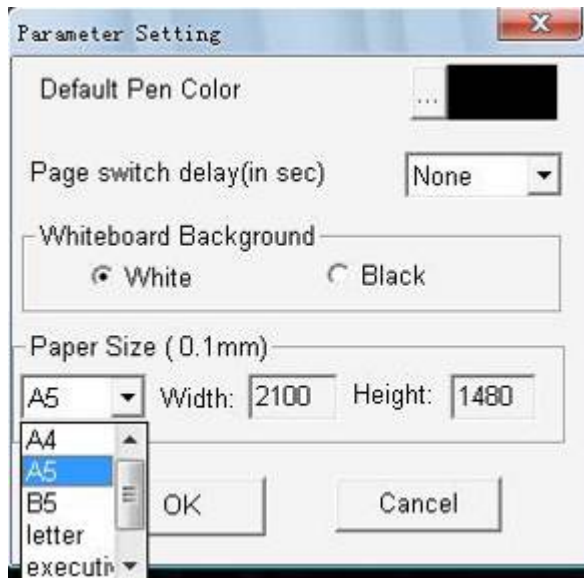 Parameter Setting
Default Pen Color
...
Page switch delay(in sec)
None
Whiteboard Background
White
Black
Paper Size ( 0.1mm)
A5
Width:
2100
Height:
1480
A4
A5
B5
letter
OK
Cancel